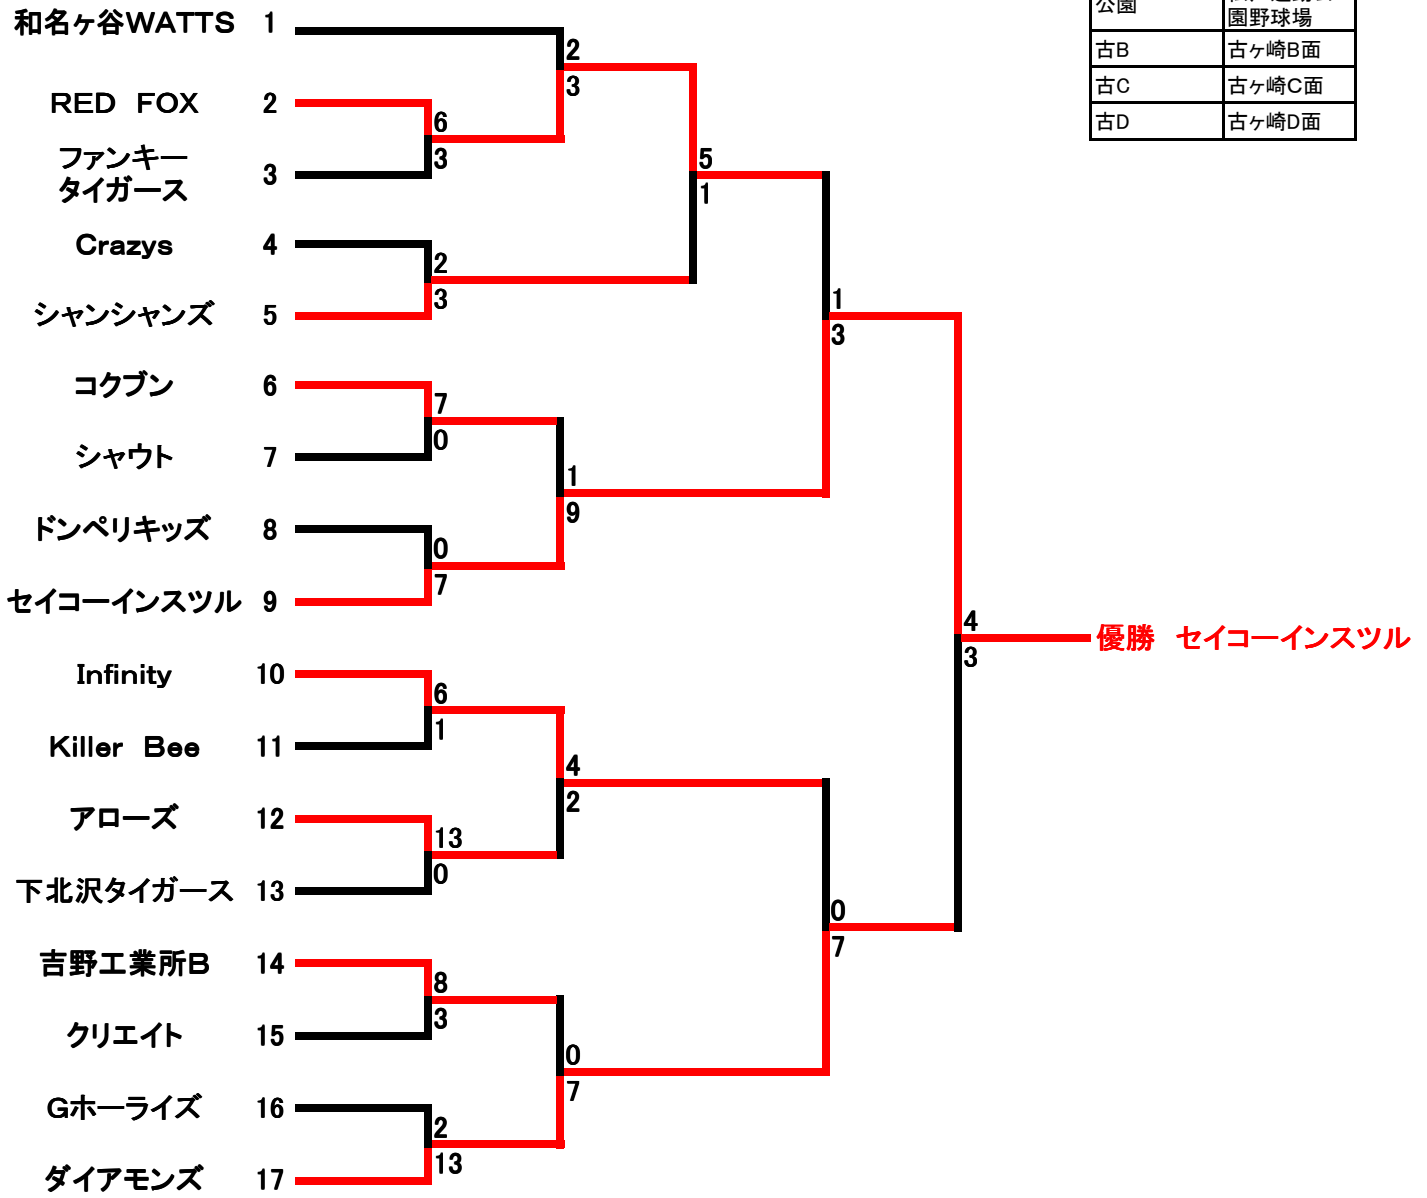 和名ヶ谷WATTS 1
2
3
RED FOX 2
6
3
ファンキー
タイガース
3
5
1
Crazys 4
2
3
シャンシャンズ 5
1
3
コクブン 6
7
0
シャウト 7
1
9
ドンペリキッズ 8
0
7
セイコーインスツル 9
4
3
優勝 セイコーインスツル
Infinity 10
6
1
Killer Bee 11
4
2
アローズ 12
13
0
下北沢タイガース 13
0
7
吉野工業所B 14
8
3
クリエイト 15
0
7
Gホーライズ 16
2
13
ダイアモンズ 17
公園
園野球場
古B 古ヶ崎B面
古C 古ヶ崎C面
古D 古ヶ崎D面